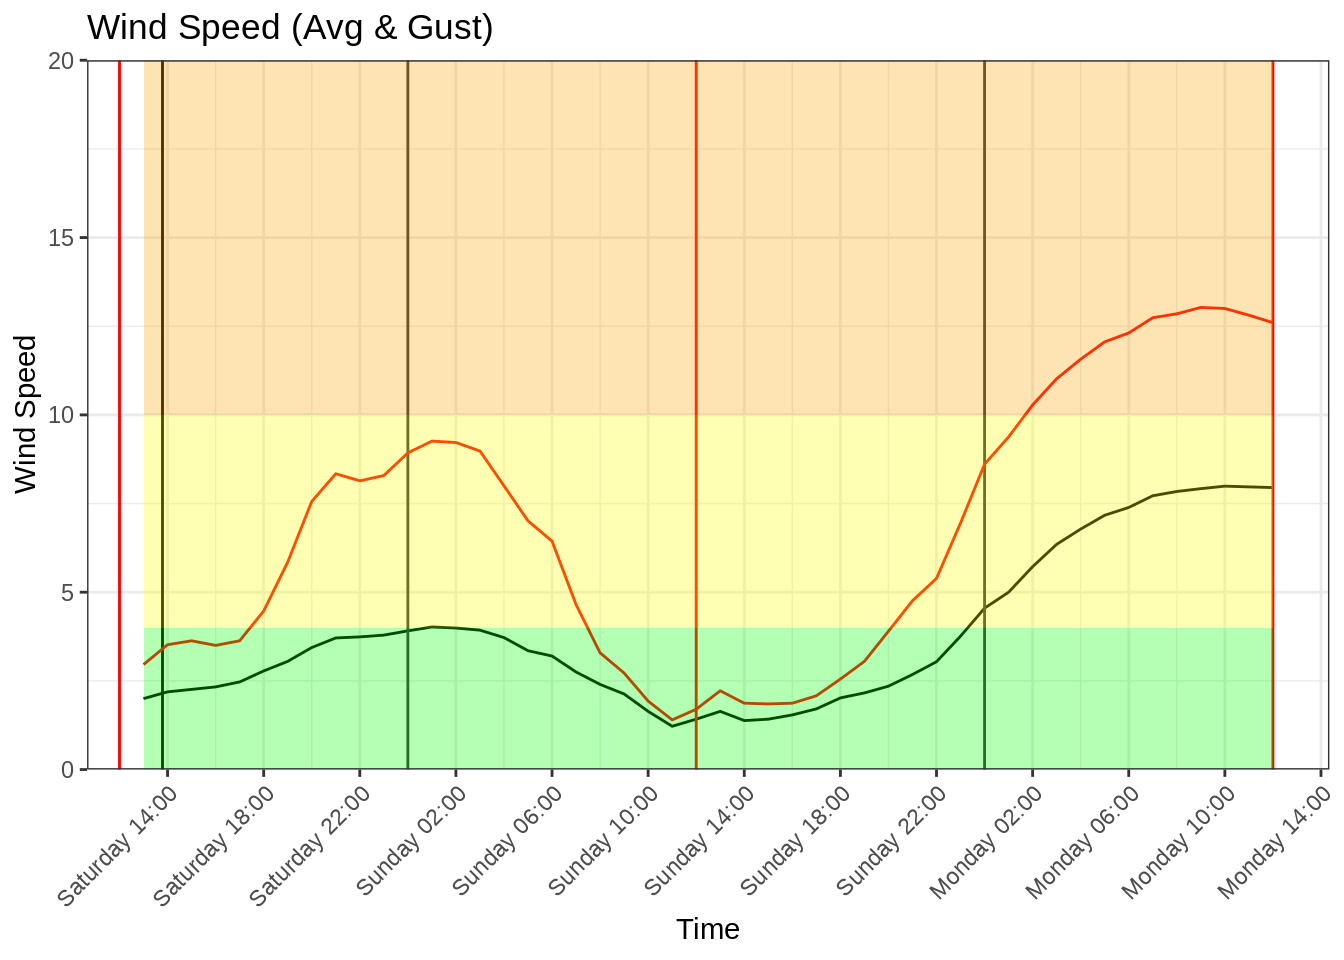 Wind Speed (Avg & Gust)
20
15
10
5
0
Wind Speed
Saturday 14:00
Saturday 18:00
Saturday 22:00
Sunday 02:00
Sunday 06:00
Sunday 10:00
Sunday 14:00
Sunday 18:00
Sunday 22:00
Monday 02:00
Monday 06:00
Monday 10:00
Monday 14:00
Time